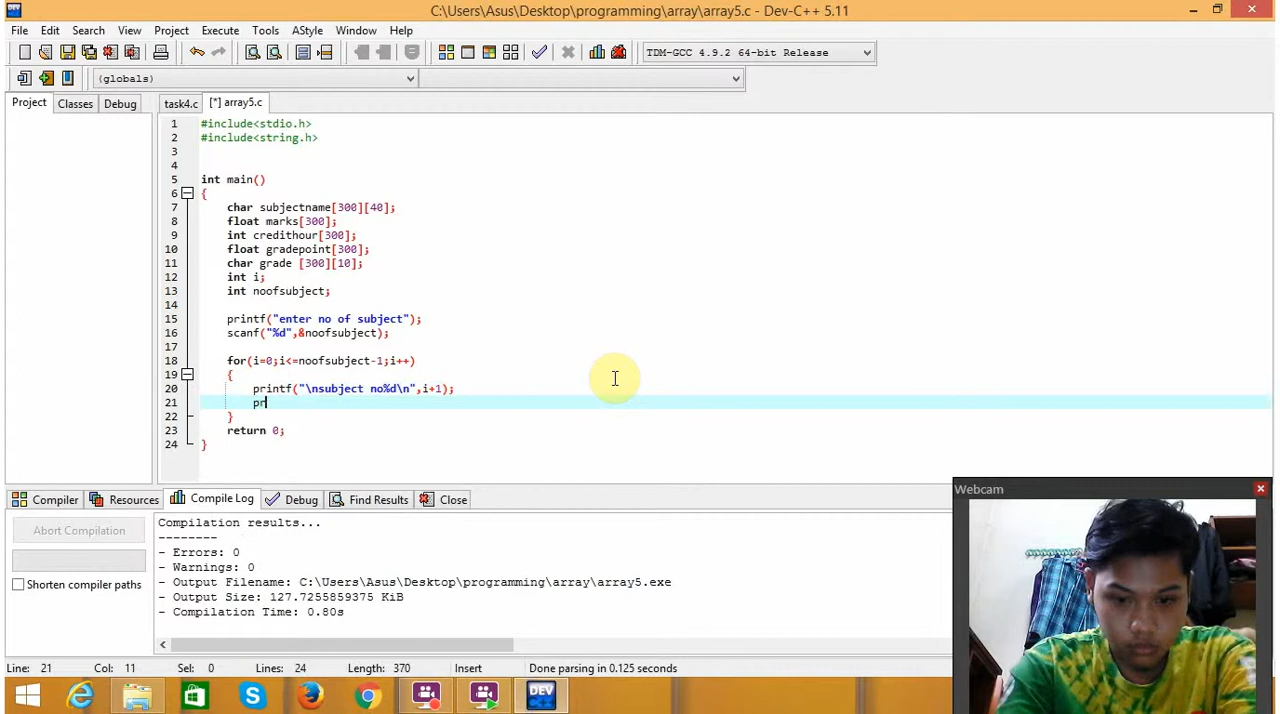 C:\Users\Asus\Desktop\programming\array\array5.c - Dev-C++ 5.11
File Edit Search View Project Execute Tools AStyle Window Help
TDM-GCC 4.9.2 64-bit Release
(globals)
Project Classes Debug task4.c [*] array5.c
1 #include<stdio.h>
2 #include<string.h>
3
4
5 int main()
6 {
7 char subjectname[300][40];
8 float marks[300];
9 int credithour[300];
10 float gradepoint[300];
11 char grade [300][10];
12 int i;
13 int noofsubject;
14
15 printf("enter no of subject");
16 scanf("%d",&noofsubject);
17
18 for(i=0;i<=noofsubject-1;i++)
19 {
20 printf("\nsubject no%d\n",i+1);
21 pr
22 }
23 return 0;
24 }
Compiler Resources Compile Log Debug Find Results Close
Webcam
Abort Compilation
Shorten compiler paths
Compilation results...
--------
- Errors: 0
- Warnings: 0
- Output Filename: C:\Users\Asus\Desktop\programming\array\array5.exe
- Output Size: 127.7255859375 KiB
- Compilation Time: 0.80s
Line: 21 Col: 11 Sel: 0 Lines: 24 Length: 370 Insert Done parsing in 0.125 seconds
DEV